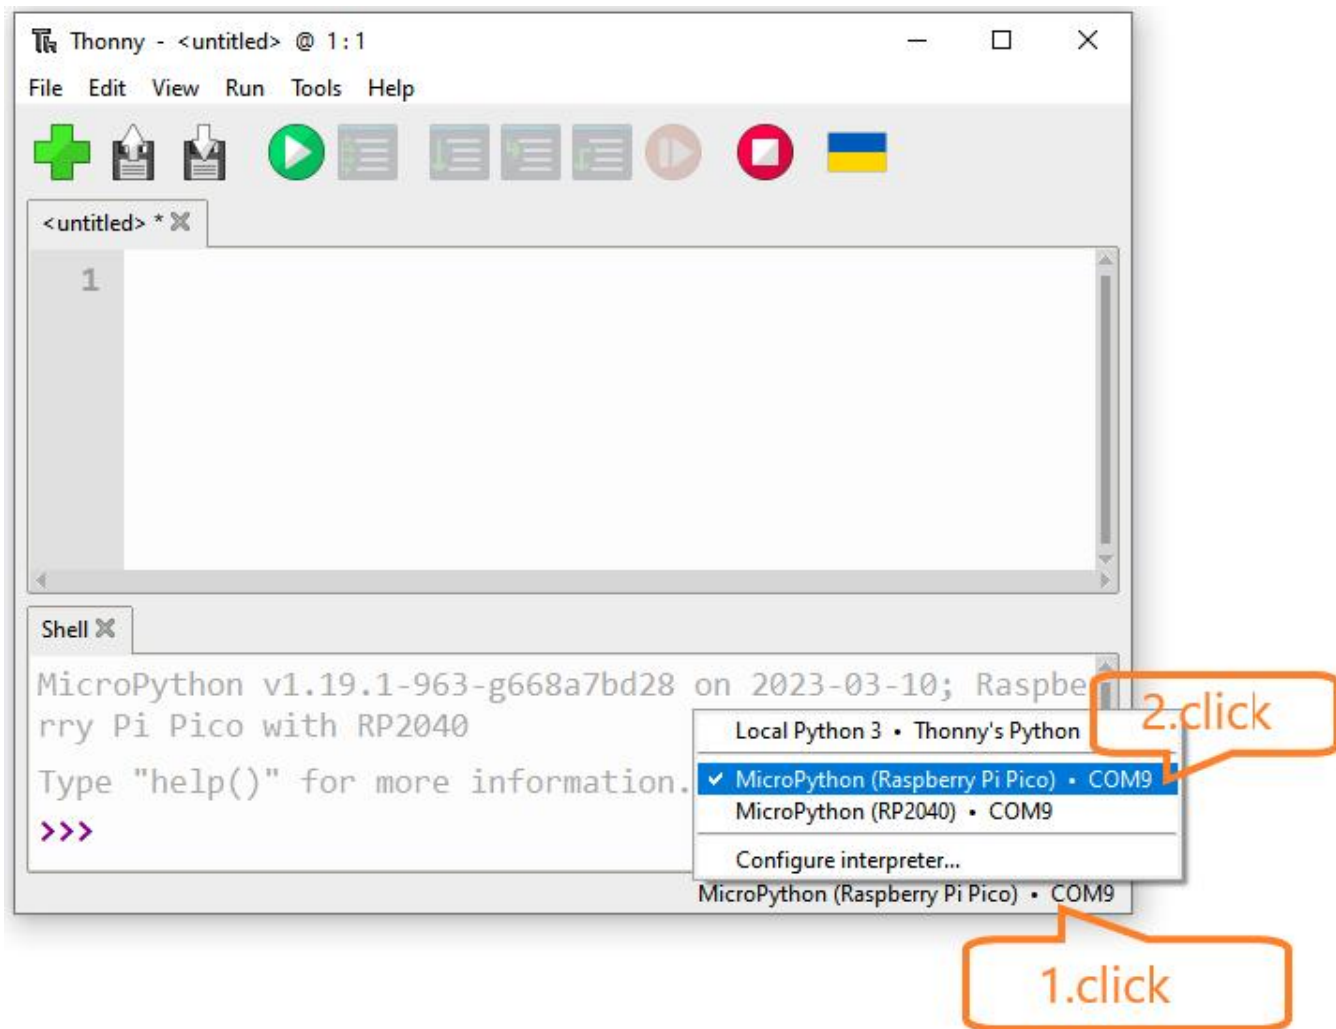 Thonny - <untitled> @ 1:1
File Edit View Run Tools Help
<untitled> *
1
Shell
MicroPython v1.19.1-963-g668a7bd28 on 2023-03-10; Raspbe
rry Pi Pico with RP2040
Type "help()" for more information.
>>>
Local Python 3 • Thonny's Python
✓ MicroPython (Raspberry Pi Pico) • COM9
MicroPython (RP2040) • COM9
Configure interpreter...
MicroPython (Raspberry Pi Pico) • COM9
2.click
1.click